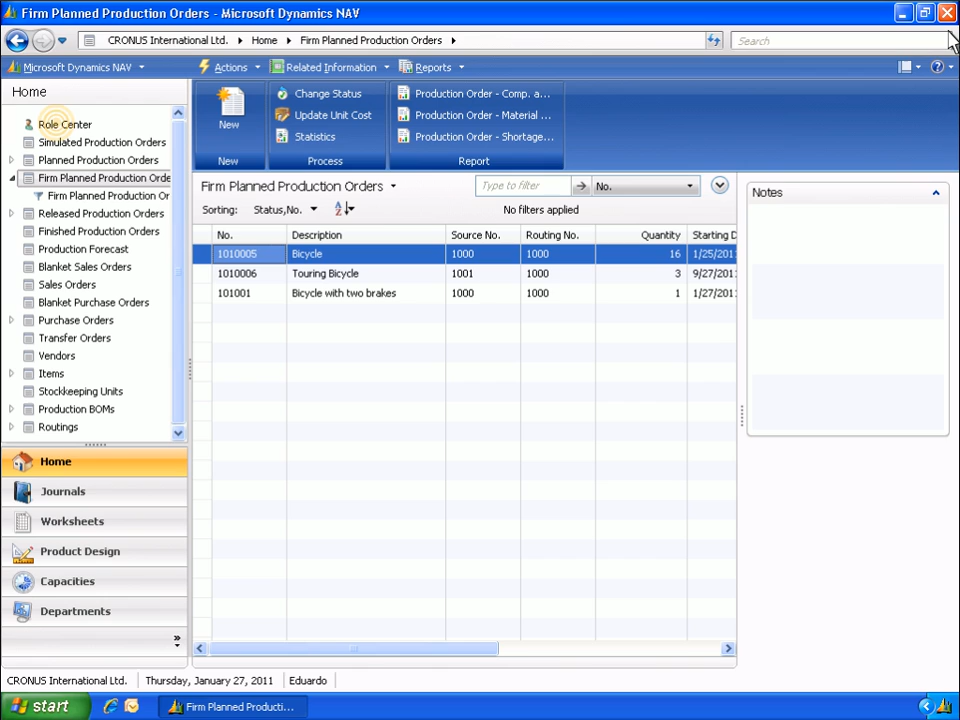 Firm Planned Production Orders - Microsoft Dynamics NAV
CRONUS International Ltd. Home Firm Planned Production Orders
Search
Microsoft Dynamics NAV
Actions Related Information Reports
Home
Role Center
Simulated Production Orders
Planned Production Orders
Firm Planned Production Orde
Firm Planned Production Or
Released Production Orders
Finished Production Orders
Production Forecast
Blanket Sales Orders
Sales Orders
Blanket Purchase Orders
Purchase Orders
Transfer Orders
Vendors
Items
Stockkeeping Units
Production BOMs
Routings
Home
Journals
Worksheets
Product Design
Capacities
Departments
New
New
Change Status
Update Unit Cost
Statistics
Process
Production Order - Comp. a...
Production Order - Material ...
Production Order - Shortage...
Report
Firm Planned Production Orders
Type to filter
No.
Sorting: Status,No.
No filters applied
No. Description Source No. Routing No. Quantity Starting D
1010005 Bicycle 1000 1000 16 1/25/201
1010006 Touring Bicycle 1001 1000 3 9/27/201
101001 Bicycle with two brakes 1000 1000 1 1/27/201
Notes
CRONUS International Ltd. Thursday, January 27, 2011 Eduardo
start
Firm Planned Producti...